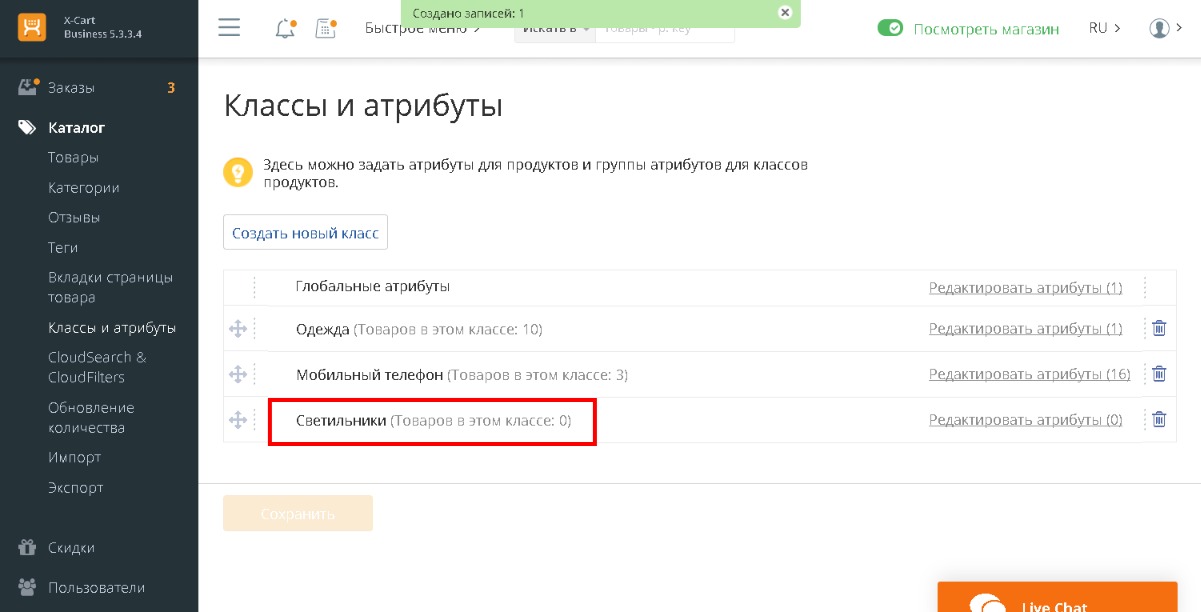 Создано записей: 1
X-Cart
Business 5.3.3.4
Быстрое меню
Искать в
Товары - p. key
Посмотреть магазин
RU
Заказы 3
Каталог
Товары
Категории
Отзывы
Теги
Вкладки страницы
товара
Классы и атрибуты
CloudSearch &
CloudFilters
Обновление
количества
Импорт
Экспорт
Скидки
Пользователи
Классы и атрибуты
Здесь можно задать атрибуты для продуктов и группы атрибутов для классов
продуктов.
Создать новый класс
Глобальные атрибуты Редактировать атрибуты (1)
Одежда (Товаров в этом классе: 10) Редактировать атрибуты (1)
Мобильный телефон (Товаров в этом классе: 3) Редактировать атрибуты (16)
Светильники (Товаров в этом классе: 0) Редактировать атрибуты (0)
Сохранить
Live Chat